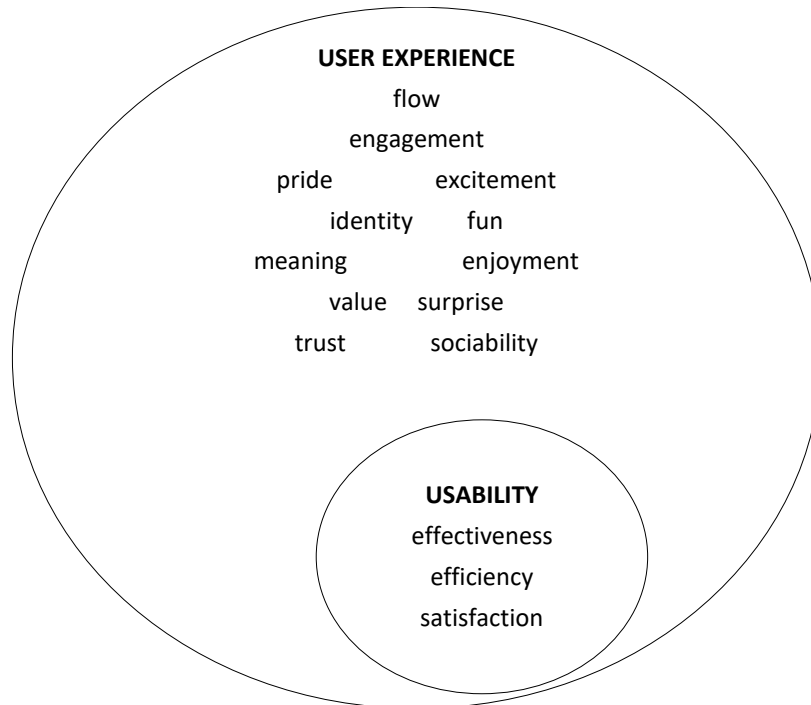 USER EXPERIENCE
flow
engagement
pride excitement
identity fun
meaning enjoyment
value surprise
trust sociability
USABILITY
effectiveness
efficiency
satisfaction